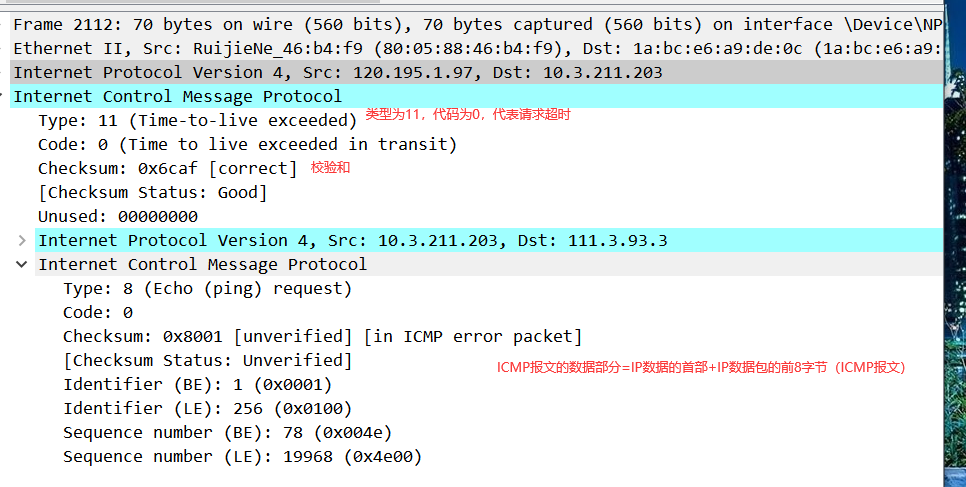 Frame 2112: 70 bytes on wire (560 bits), 70 bytes captured (560 bits) on interface \Device\NP
Ethernet II, Src: RuijieNe_46:b4:f9 (80:05:88:46:b4:f9), Dst: 1a:bc:e6:a9:de:0c (1a:bc:e6:a9:
Internet Protocol Version 4, Src: 120.195.1.97, Dst: 10.3.211.203
Internet Control Message Protocol
Type: 11 (Time-to-live exceeded) 类型为11，代码为0，代表请求超时
Code: 0 (Time to live exceeded in transit)
Checksum: 0x6caf [correct] 校验和
[Checksum Status: Good]
Unused: 00000000
Internet Protocol Version 4, Src: 10.3.211.203, Dst: 111.3.93.3
Internet Control Message Protocol
Type: 8 (Echo (ping) request)
Code: 0
Checksum: 0x8001 [unverified] [in ICMP error packet]
[Checksum Status: Unverified]
ICMP报文的数据部分=IP数据的首部+IP数据包的前8字节（ICMP报文）
Identifier (BE): 1 (0x0001)
Identifier (LE): 256 (0x0100)
Sequence number (BE): 78 (0x004e)
Sequence number (LE): 19968 (0x4e00)